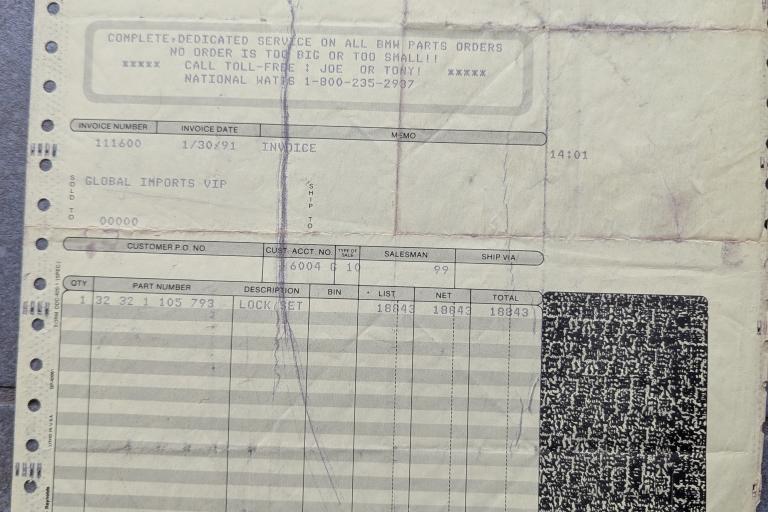 COMPLETE,DEDICATED SERVICE ON ALL BMW PARTS ORDERS
NO ORDER IS TOO BIG OR TOO SMALL!!
***** CALL TOLL-FREE : JOE OR TONY! *****
NATIONAL WATTS 1-800-235-2937
INVOICE NUMBER INVOICE DATE MEMO
111600 1/30/91 INVOICE
14:01
SOLD TO GLOBAL IMPORTS VIP SHIP TO
00000
CUSTOMER P.O. NO. CUST. ACCT. NO. TYPE OF SALE SALESMAN SHIP VIA
6004 G 10 99
QTY PART NUMBER DESCRIPTION BIN LIST NET TOTAL
1 32 32 1 105 793 LOCK/SET 18843 18843 18843